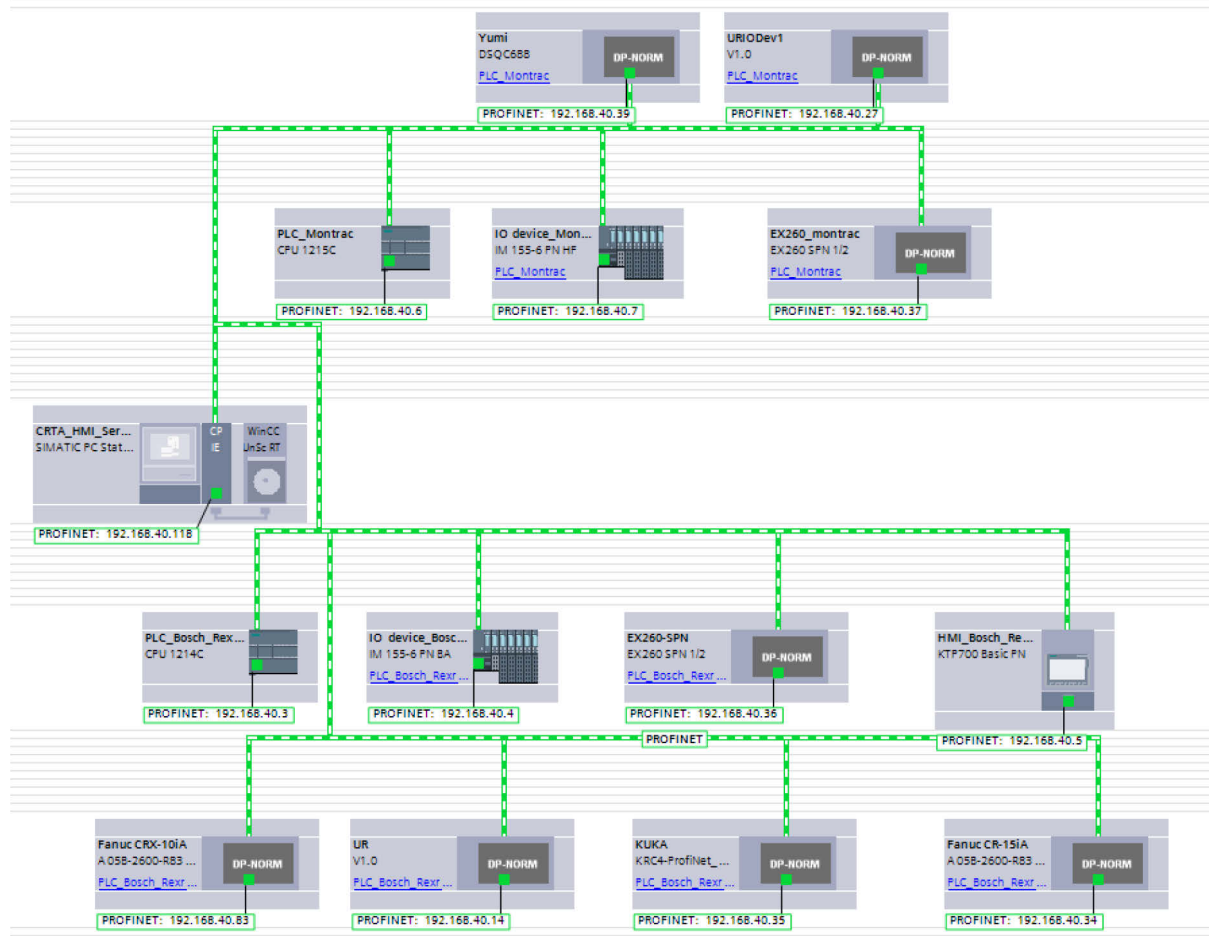 Yumi
DSQC688
DP-NORM
PLC_Montrac
PROFINET: 192.168.40.39
URIODev1
V1.0
DP-NORM
PLC_Montrac
PROFINET: 192.168.40.27
PLC_Montrac
CPU 1215C
PROFINET: 192.168.40.6
IO device_Mon...
IM 155-6 PN HF
PLC_Montrac
PROFINET: 192.168.40.7
EX260_montrac
EX260 SPN 1/2
DP-NORM
PLC_Montrac
PROFINET: 192.168.40.37
CRTA_HMI_Ser...
SIMATIC PC Stat...
CP
IE
WinCC
UnSc RT
PROFINET: 192.168.40.118
PLC_Bosch_Rex...
CPU 1214C
PROFINET: 192.168.40.3
IO device_Bosc...
IM 155-6 PN BA
PLC_Bosch_Rexr...
PROFINET: 192.168.40.4
EX260-SPN
EX260 SPN 1/2
DP-NORM
PLC_Bosch_Rexr...
PROFINET: 192.168.40.36
HMI_Bosch_Re...
KTP700 Basic PN
PROFINET: 192.168.40.5
PROFINET
Fanuc CRX-10iA
A05B-2600-R83 ...
DP-NORM
PLC_Bosch_Rexr...
PROFINET: 192.168.40.83
UR
V1.0
DP-NORM
PLC_Bosch_Rexr...
PROFINET: 192.168.40.14
KUKA
KRC4-ProfiNet_...
DP-NORM
PLC_Bosch_Rexr...
PROFINET: 192.168.40.35
Fanuc CR-15iA
A05B-2600-R83 ...
DP-NORM
PLC_Bosch_Rexr...
PROFINET: 192.168.40.34